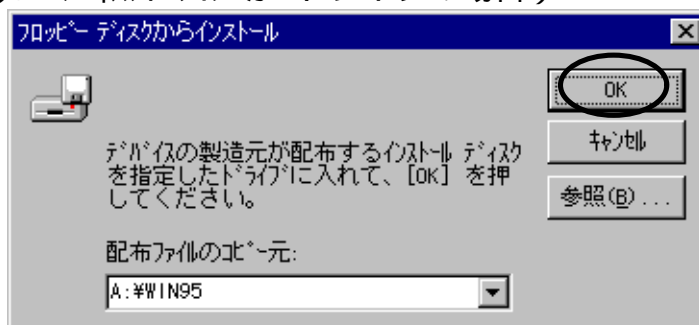 ﾌﾛｯﾋﾟｰ ﾃﾞｨｽｸからｲﾝｽﾄｰﾙ
OK
ｷｬﾝｾﾙ
参照(B)...
ﾃﾞﾊﾞｲｽの製造元が配布するｲﾝｽﾄｰﾙ ﾃﾞｨｽｸ
を指定したﾄﾞﾗｲﾌﾞに入れて、[OK] を押
してください。
配布ﾌｧｲﾙのｺﾋﾟｰ元:
A:¥WIN95